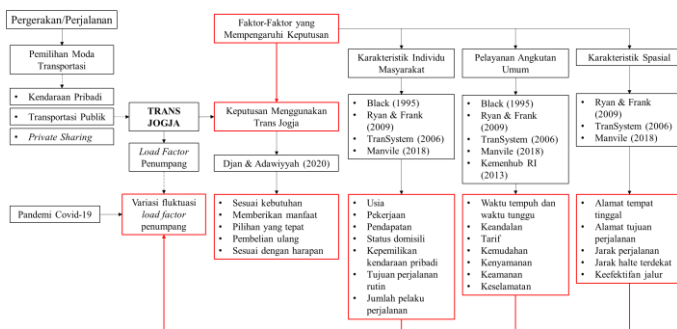 Pergerakan/Perjalanan
Pemilihan Moda
Transportasi
• Kendaraan Pribadi
• Transportasi Publik
• Private Sharing
TRANS
JOGJA
Load Factor
Penumpang
Pandemi Covid-19
Variasi fluktuasi
load factor
penumpang
Faktor-Faktor yang
Mempengaruhi Keputusan
Keputusan Menggunakan
Trans Jogja
Djan & Adawiyyah (2020)
• Sesuai kebutuhan
• Memberikan manfaat
• Pilihan yang tepat
• Pembelian ulang
• Sesuai dengan harapan
Karakteristik Individu
Masyarakat
• Black (1995)
• Ryan & Frank
(2009)
• TranSystem (2006)
• Manvile (2018)
• Usia
• Pekerjaan
• Pendapatan
• Status domisili
• Kepemilikan
kendaraan pribadi
• Tujuan perjalanan
rutin
• Jumlah pelaku
perjalanan
Pelayanan Angkutan
Umum
• Black (1995)
• Ryan & Frank
(2009)
• TranSystem (2006)
• Manvile (2018)
• Kemenhub RI
(2013)
• Waktu tempuh dan
waktu tunggu
• Keandalan
• Tarif
• Kemudahan
• Kenyamanan
• Keamanan
• Keselamatan
Karakteristik Spasial
• Ryan & Frank
(2009)
• TranSystem (2006)
• Manvile (2018)
• Alamat tempat
tinggal
• Alamat tujuan
perjalanan
• Jarak perjalanan
• Jarak halte terdekat
• Keefektifan jalur